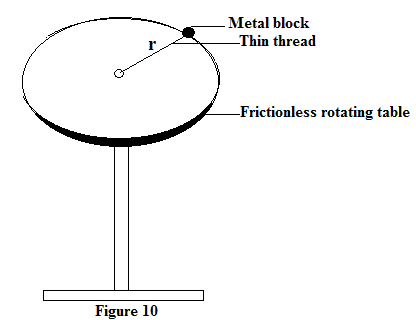 Metal block
Thin thread
r
Frictionless rotating table
Figure 10